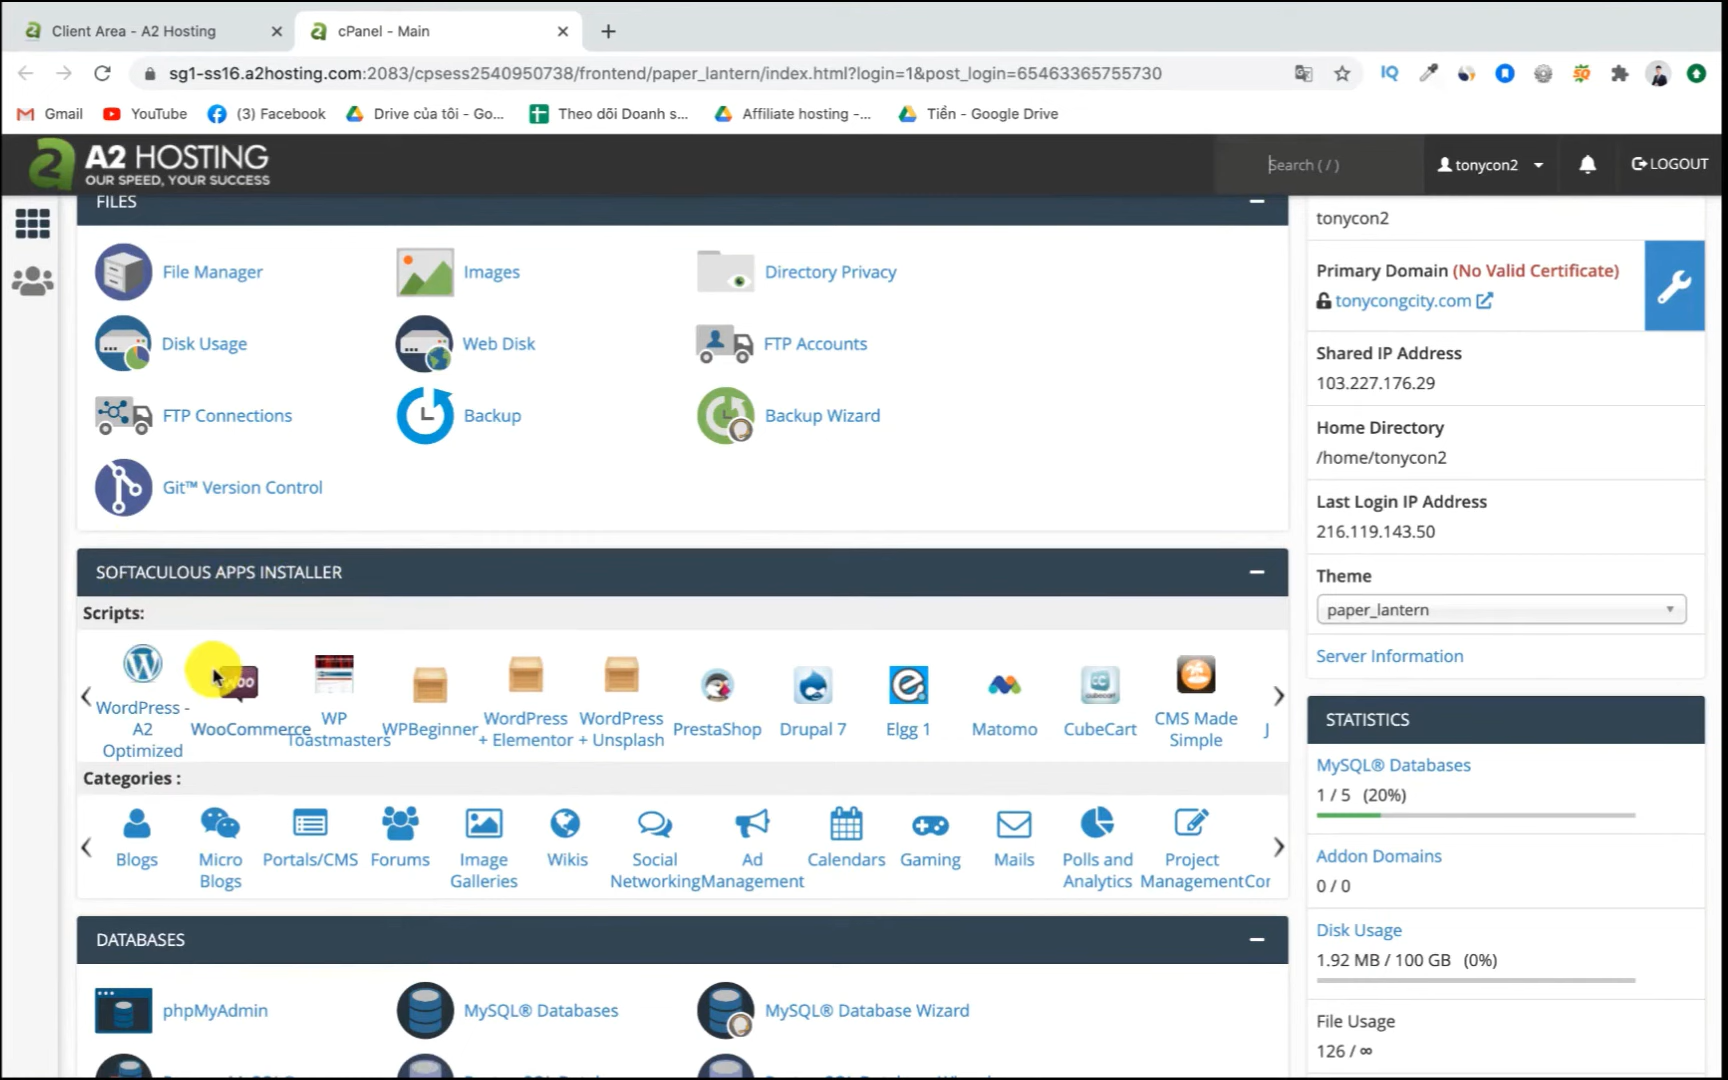 Client Area - A2 Hosting
cPanel - Main
sg1-ss16.a2hosting.com:2083/cpsess2540950738/frontend/paper_lantern/index.html?login=1&post_login=65463365755730
IQ
Gmail
YouTube
(3) Facebook
Drive của tôi - Go...
Theo dõi Doanh s...
Affiliate hosting -...
Tiền - Google Drive
A2 HOSTING
OUR SPEED, YOUR SUCCESS
Search ( / )
tonycon2
LOGOUT
FILES
File Manager
Images
Directory Privacy
Disk Usage
Web Disk
FTP Accounts
FTP Connections
Backup
Backup Wizard
Git™ Version Control
SOFTACULOUS APPS INSTALLER
Scripts:
WordPress -
A2
Optimized
WooCommerce
WP
Toastmasters
WPBeginner
WordPress
+ Elementor
WordPress
+ Unsplash
PrestaShop
Drupal 7
Elgg 1
Matomo
CubeCart
CMS Made
Simple
J
Categories :
Blogs
Micro
Blogs
Portals/CMS
Forums
Image
Galleries
Wikis
Social
Networking
Ad
Management
Calendars
Gaming
Mails
Polls and
Analytics
Project
Management
Cor
DATABASES
phpMyAdmin
MySQL® Databases
MySQL® Database Wizard
tonycon2
Primary Domain (No Valid Certificate)
tonycongcity.com
Shared IP Address
103.227.176.29
Home Directory
/home/tonycon2
Last Login IP Address
216.119.143.50
Theme
paper_lantern
Server Information
STATISTICS
MySQL® Databases
1 / 5 (20%)
Addon Domains
0 / 0
Disk Usage
1.92 MB / 100 GB (0%)
File Usage
126 / ∞